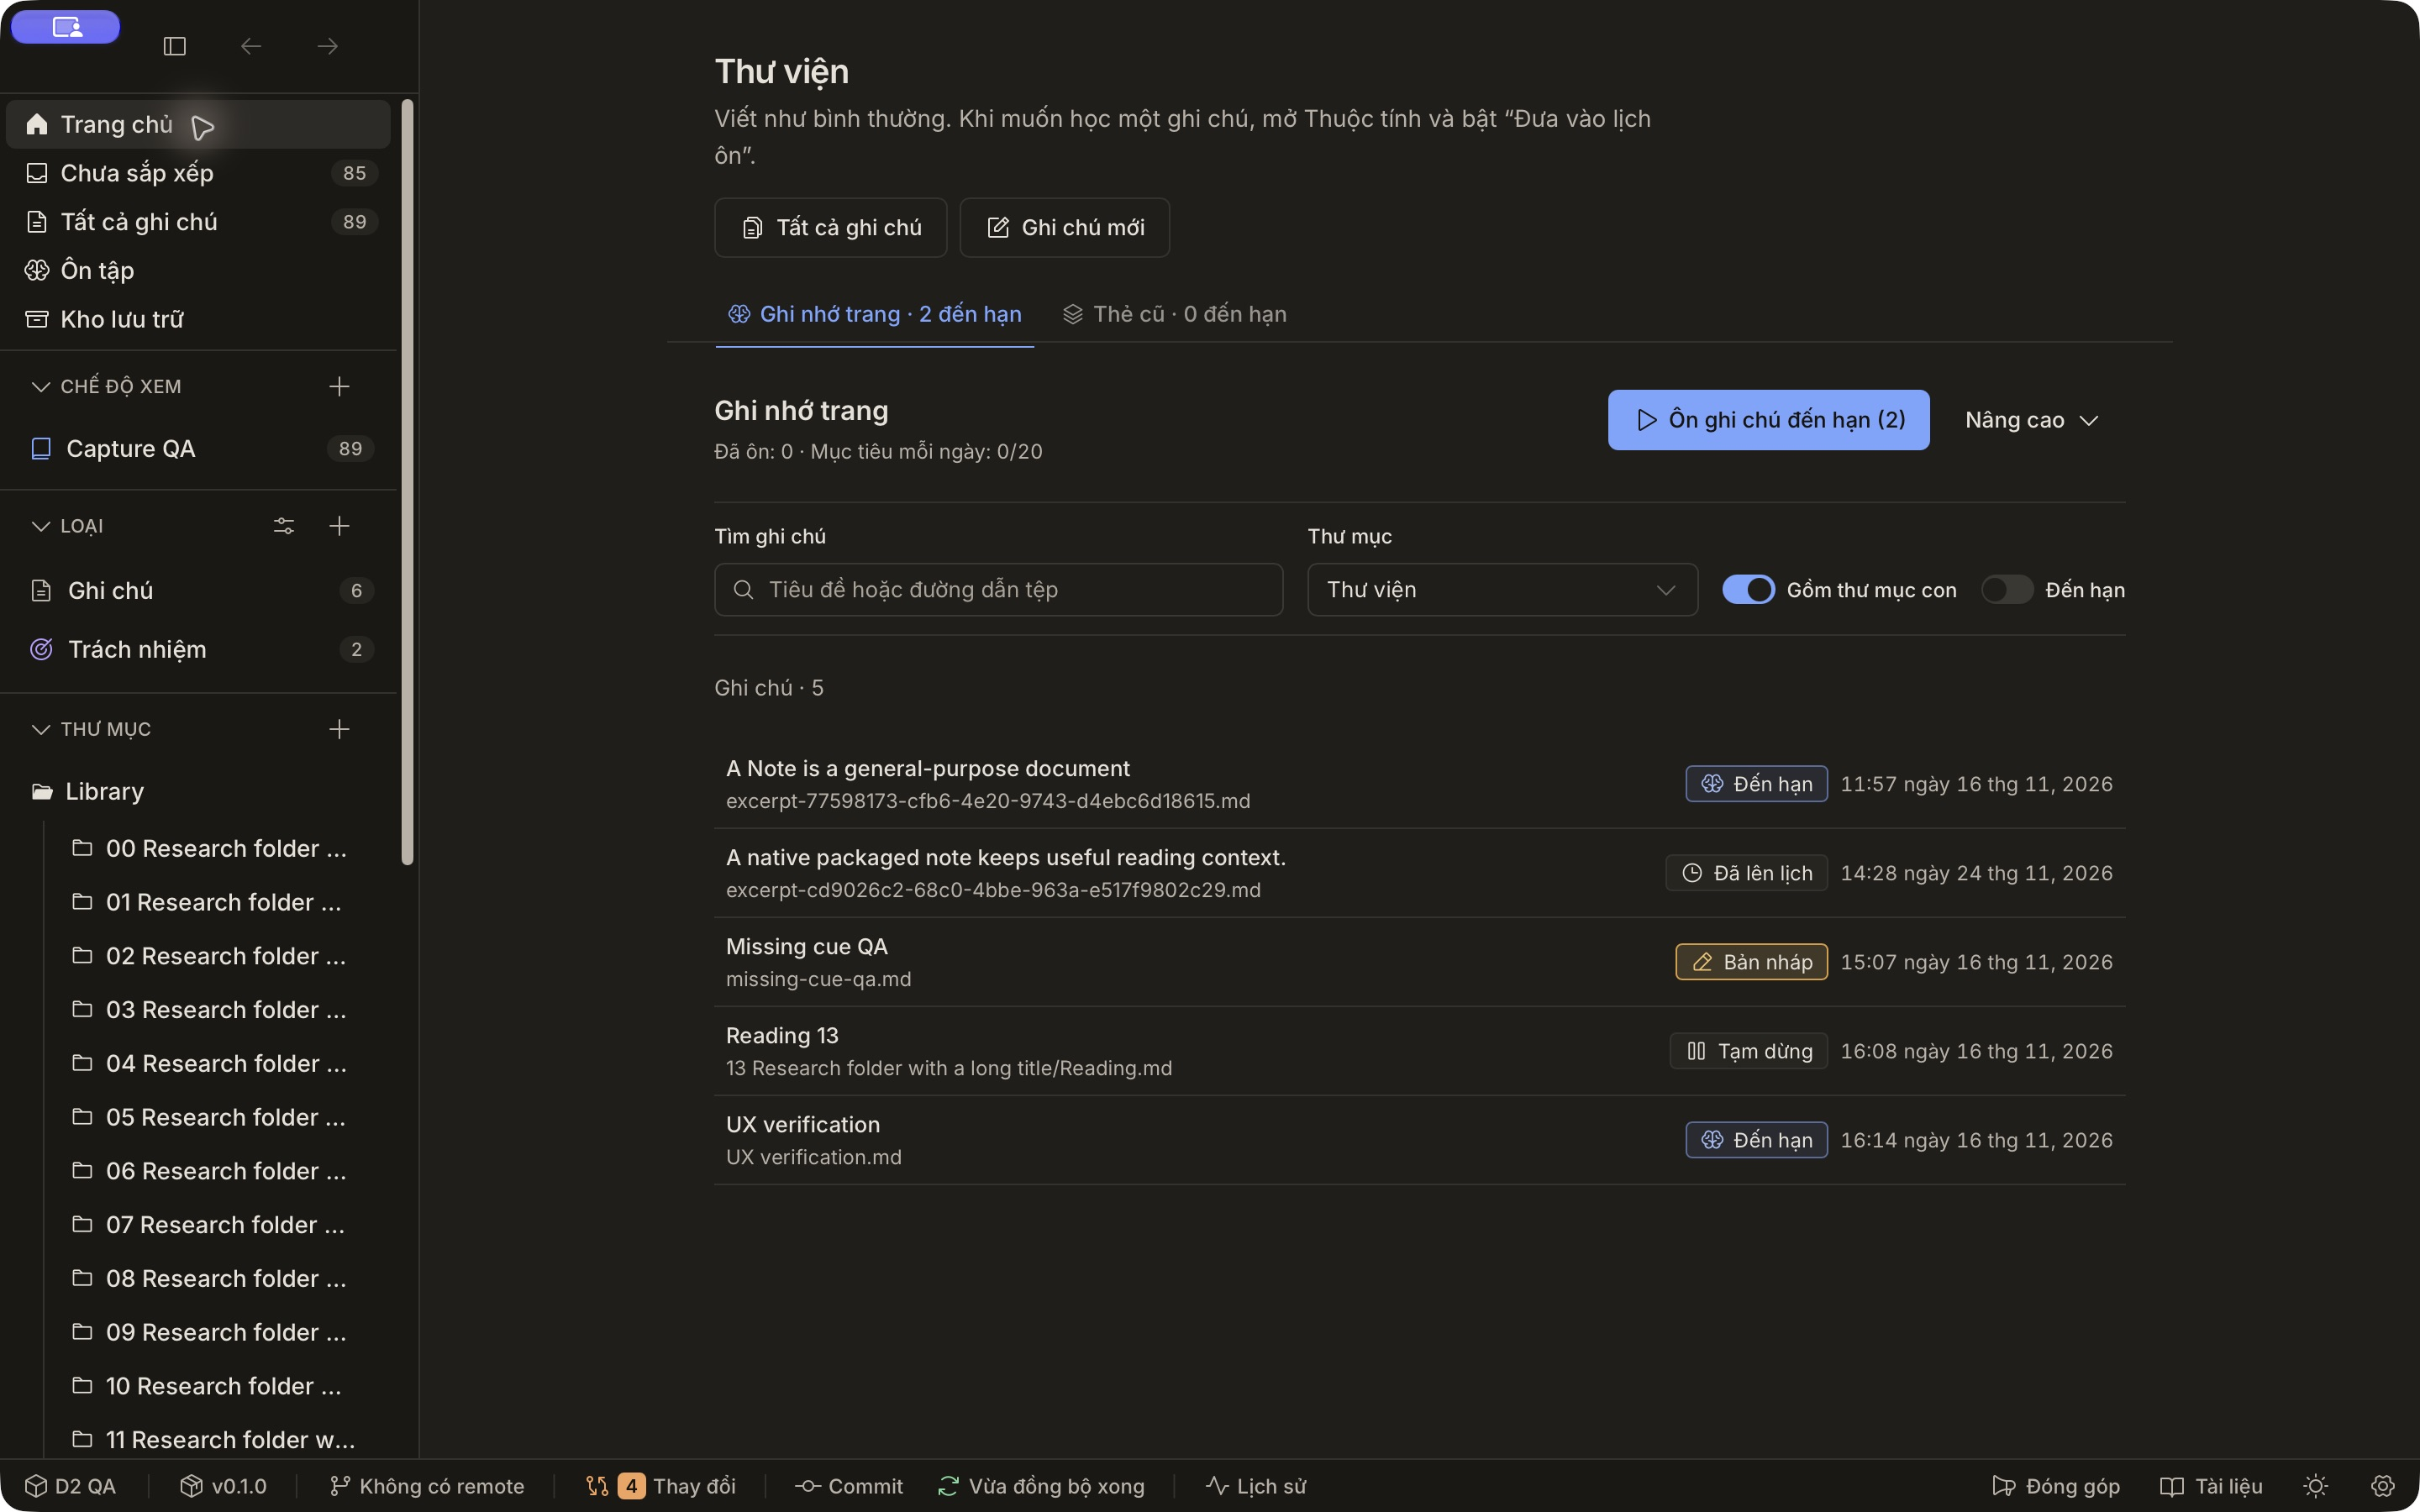 Trang chủ
Chưa sắp xếp 85
Tất cả ghi chú 89
Ôn tập
Kho lưu trữ
CHẾ ĐỘ XEM
Capture QA 89
LOẠI
Ghi chú 6
Trách nhiệm 2
THƯ MỤC
Library
00 Research folder ...
01 Research folder ...
02 Research folder ...
03 Research folder ...
04 Research folder ...
05 Research folder ...
06 Research folder ...
07 Research folder ...
08 Research folder ...
09 Research folder ...
10 Research folder ...
11 Research folder w...
Thư viện
Viết như bình thường. Khi muốn học một ghi chú, mở Thuộc tính và bật “Đưa vào lịch
ôn”.
Tất cả ghi chú Ghi chú mới
Ghi nhớ trang · 2 đến hạn Thẻ cũ · 0 đến hạn
Ghi nhớ trang
Đã ôn: 0 · Mục tiêu mỗi ngày: 0/20
Ôn ghi chú đến hạn (2) Nâng cao
Tìm ghi chú Thư mục
Tiêu đề hoặc đường dẫn tệp Thư viện Gồm thư mục con Đến hạn
Ghi chú · 5
A Note is a general-purpose document
excerpt-77598173-cfb6-4e20-9743-d4ebc6d18615.md
Đến hạn 11:57 ngày 16 thg 11, 2026
A native packaged note keeps useful reading context.
excerpt-cd9026c2-68c0-4bbe-963a-e517f9802c29.md
Đã lên lịch 14:28 ngày 24 thg 11, 2026
Missing cue QA
missing-cue-qa.md
Bản nháp 15:07 ngày 16 thg 11, 2026
Reading 13
13 Research folder with a long title/Reading.md
Tạm dừng 16:08 ngày 16 thg 11, 2026
UX verification
UX verification.md
Đến hạn 16:14 ngày 16 thg 11, 2026
D2 QA v0.1.0 Không có remote 4 Thay đổi Commit Vừa đồng bộ xong Lịch sử Đóng góp Tài liệu